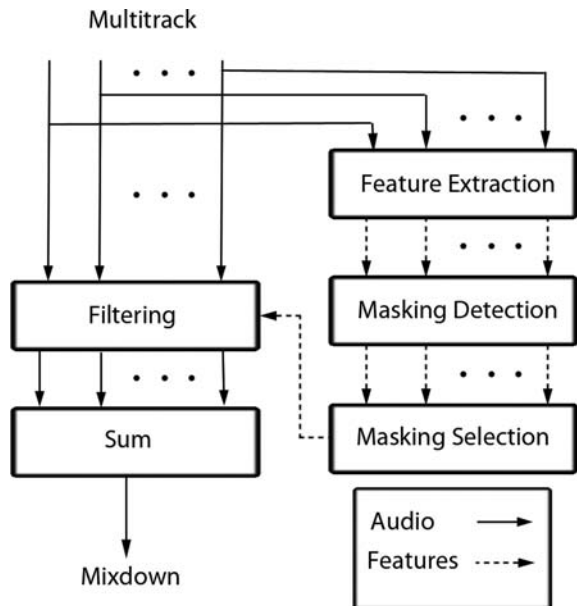 Multitrack
Feature Extraction
Filtering
Masking Detection
Sum
Masking Selection
Audio
Features
Mixdown